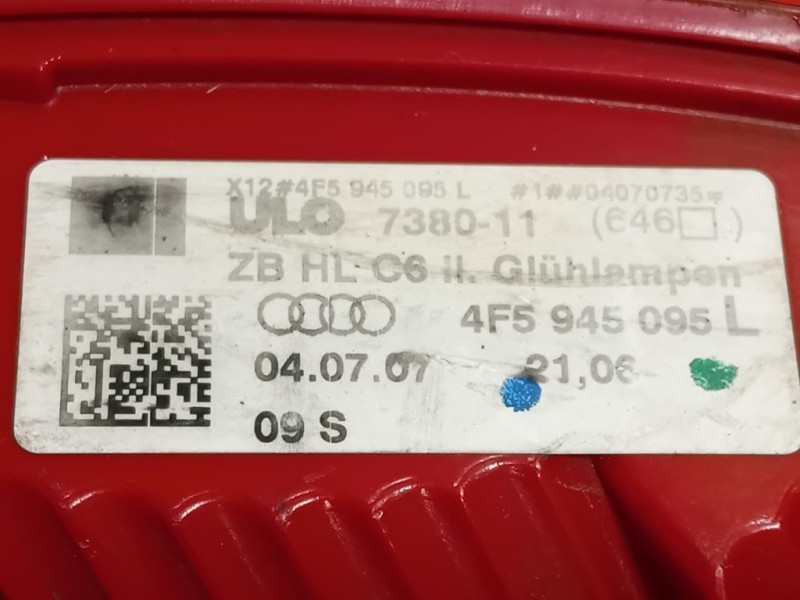 X12#4F5 945 095 L #1##04070735=
ULO 7380-11 (646□)
ZB HL C6 li. Glühlampen
4F5 945 095 L
04.07.07 21,06
09 S